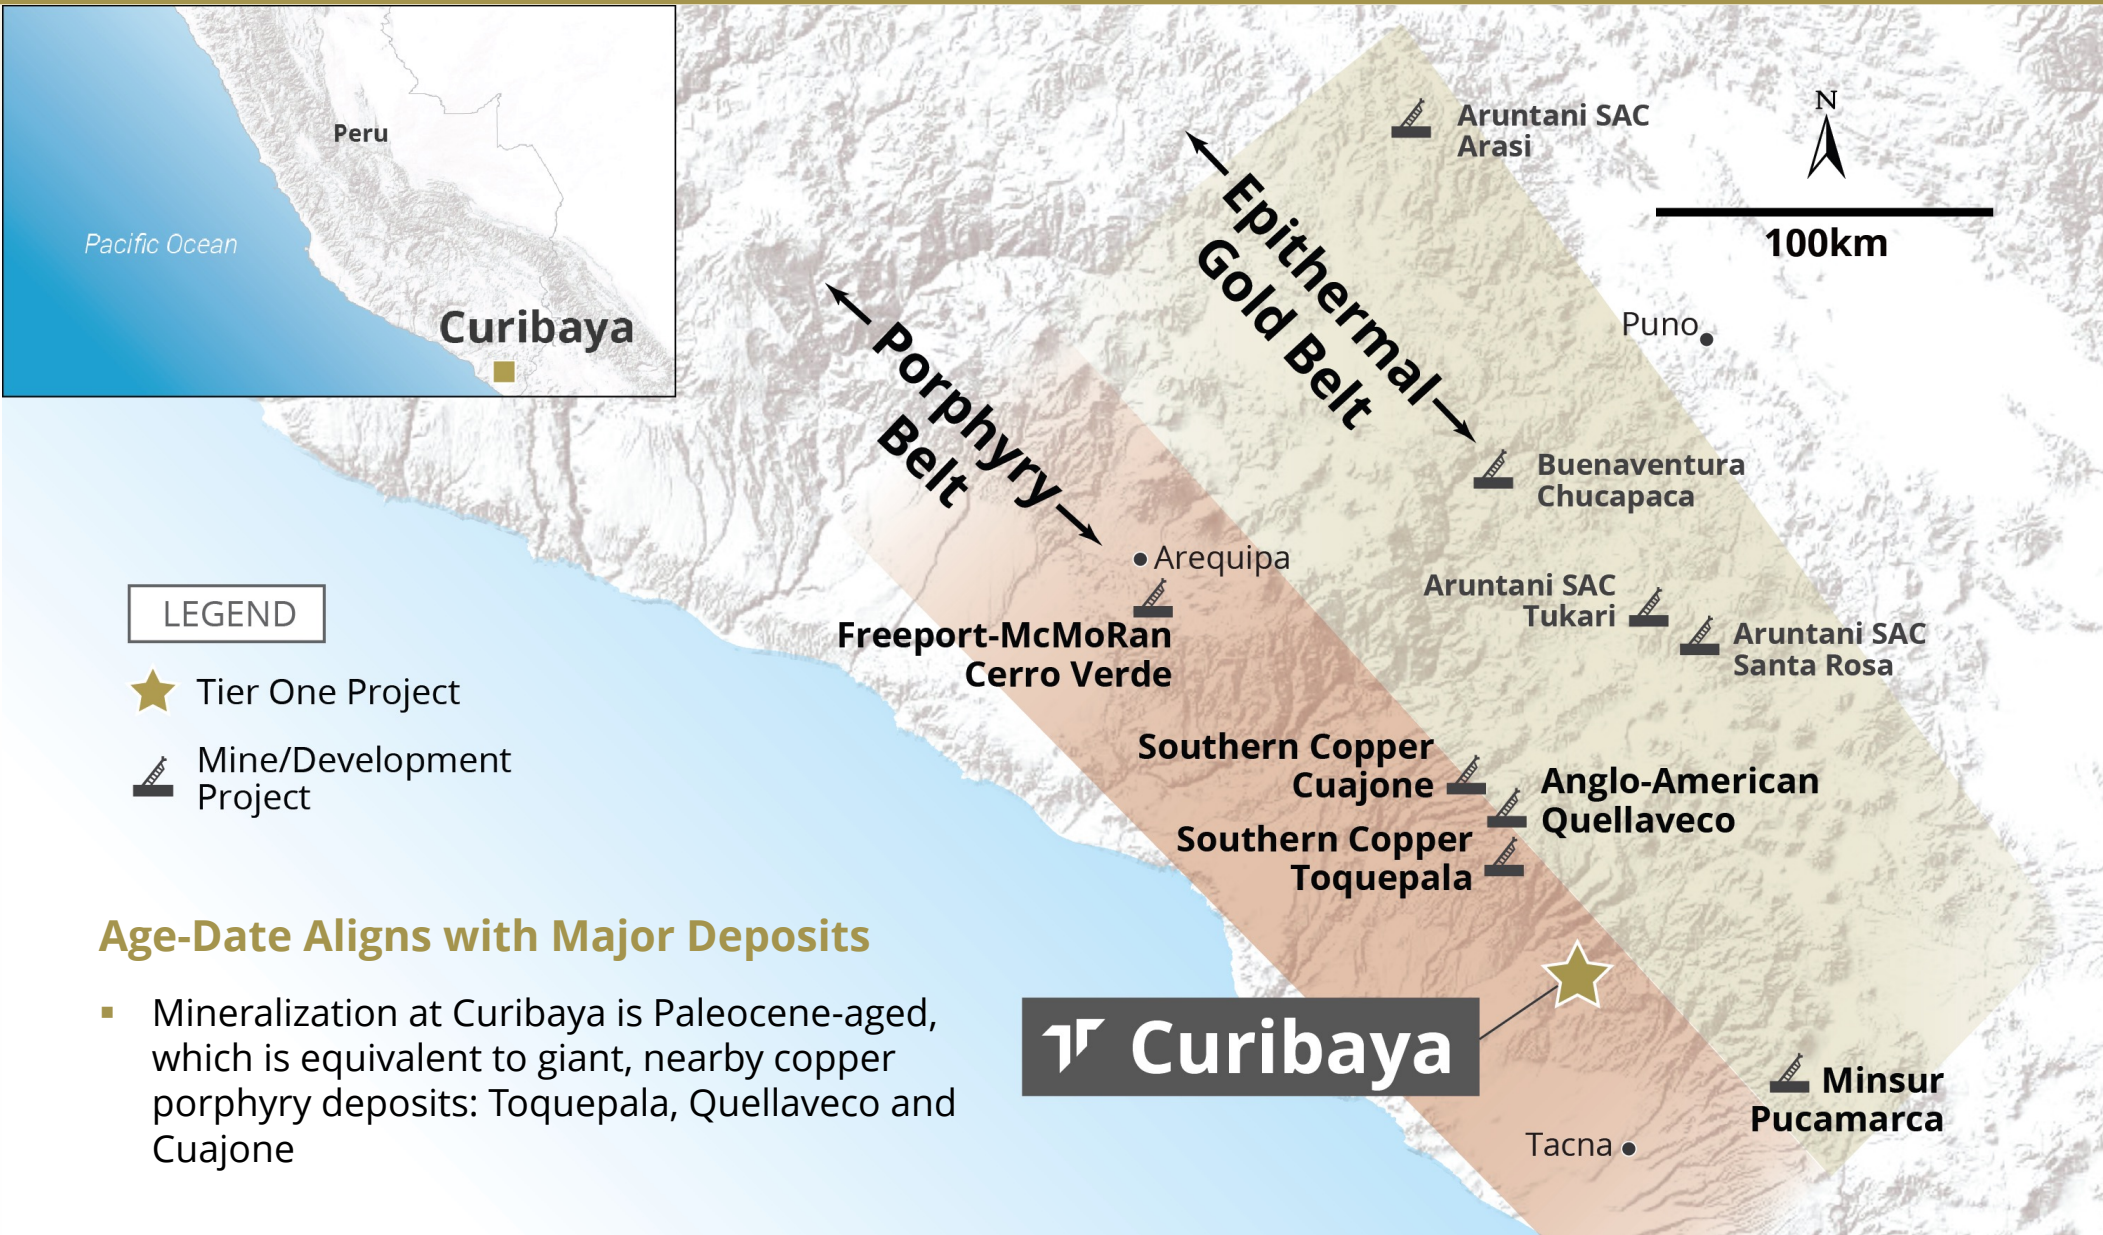 Peru
Pacific Ocean
Curibaya
Aruntani SAC
Arasi
N
100km
Epithermal
Gold Belt
Puno
Porphyry
Belt
Buenaventura
Chucapaca
Arequipa
Freeport-McMoRan
Cerro Verde
Aruntani SAC
Tukari
Aruntani SAC
Santa Rosa
LEGEND
Tier One Project
Mine/Development
Project
Southern Copper
Cuajone
Anglo-American
Quellaveco
Southern Copper
Toquepala
Age-Date Aligns with Major Deposits
▪ Mineralization at Curibaya is Paleocene-aged,
which is equivalent to giant, nearby copper
porphyry deposits: Toquepala, Quellaveco and
Cuajone
Curibaya
Minsur
Pucamarca
Tacna